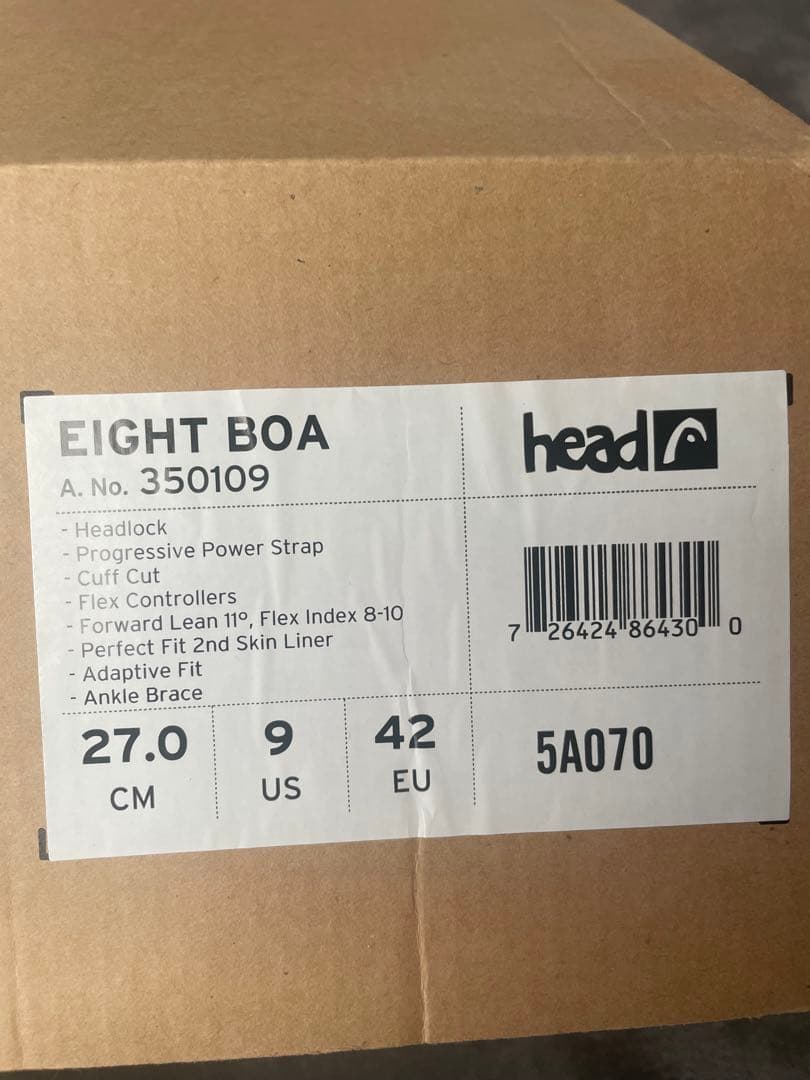 EIGHT BOA
A. No. 350109
head
- Headlock
- Progressive Power Strap
- Cuff Cut
- Flex Controllers
- Forward Lean 11°, Flex Index 8-10
- Perfect Fit 2nd Skin Liner
- Adaptive Fit
- Ankle Brace
7 26424 86430 0
27.0 CM
9 US
42 EU
5A070